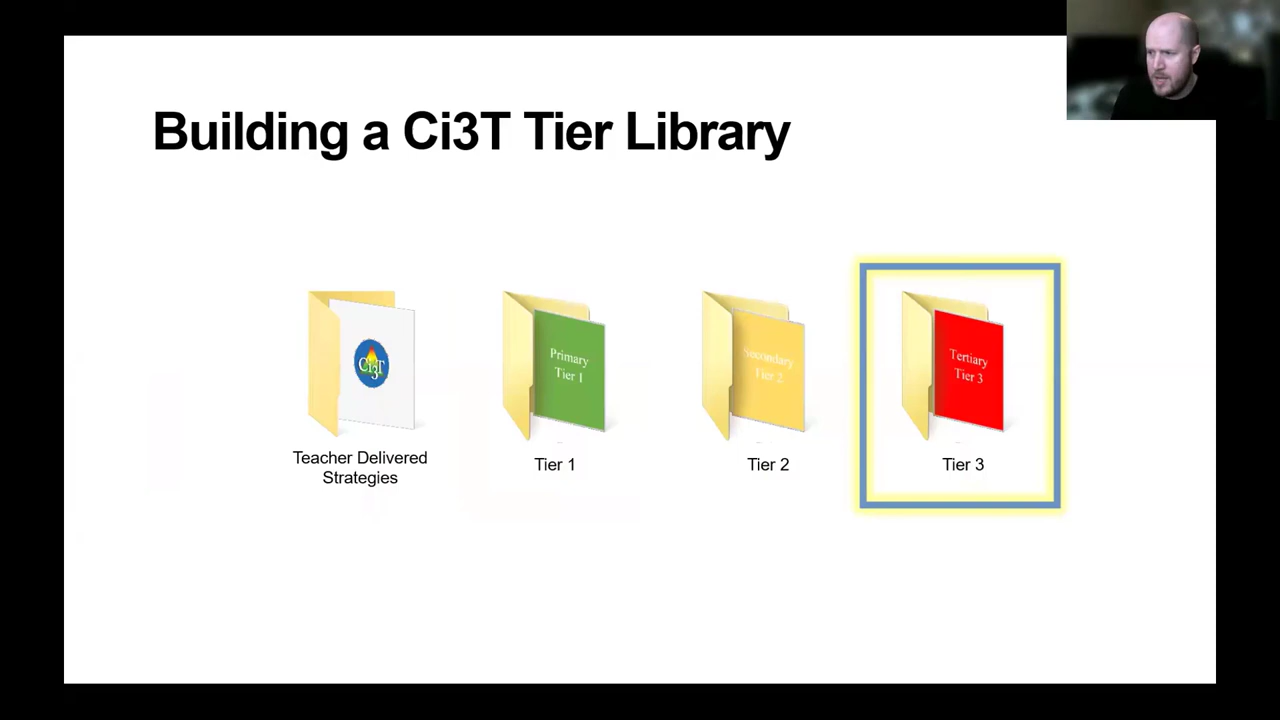 Building a Ci3T Tier Library
Ci3T
Primary
Tier 1
Secondary
Tier 2
Tertiary
Tier 3
Teacher Delivered
Strategies
Tier 1
Tier 2
Tier 3